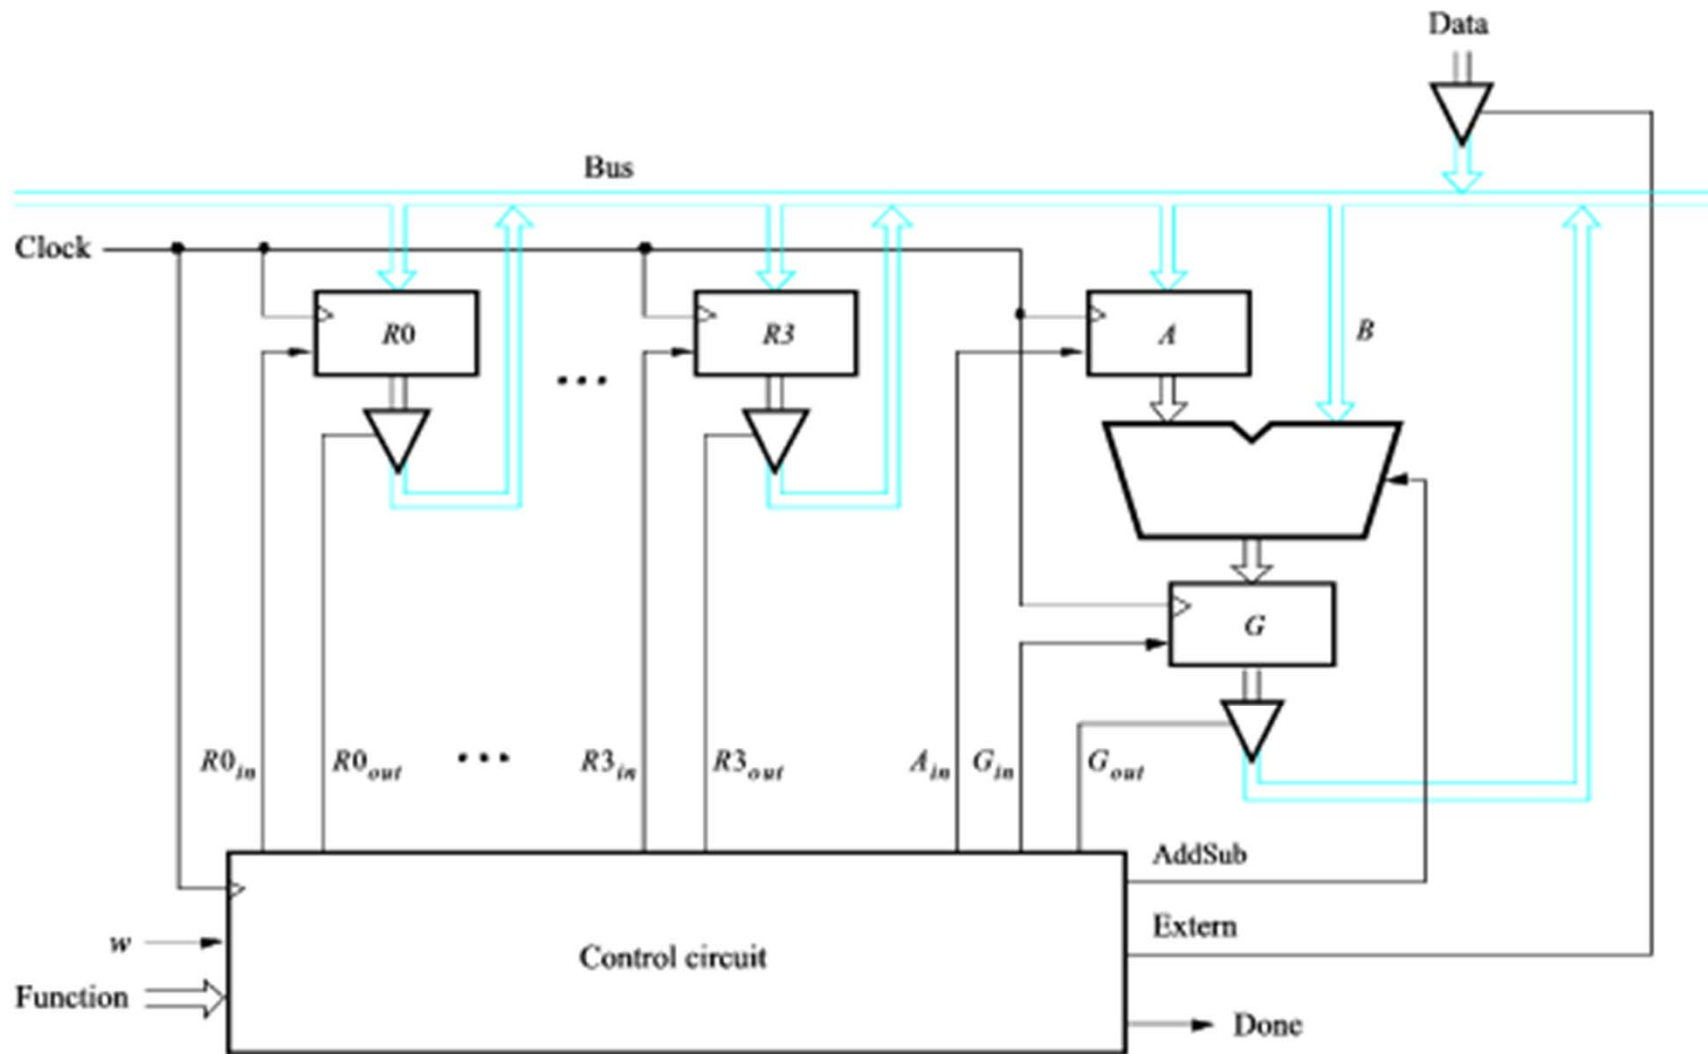 Data
Bus
Clock
R0
R3
A
B
...
G
R0in
R0out
...
R3in
R3out
Ain
Gin
Gout
AddSub
Extern
w
Function
Control circuit
Done